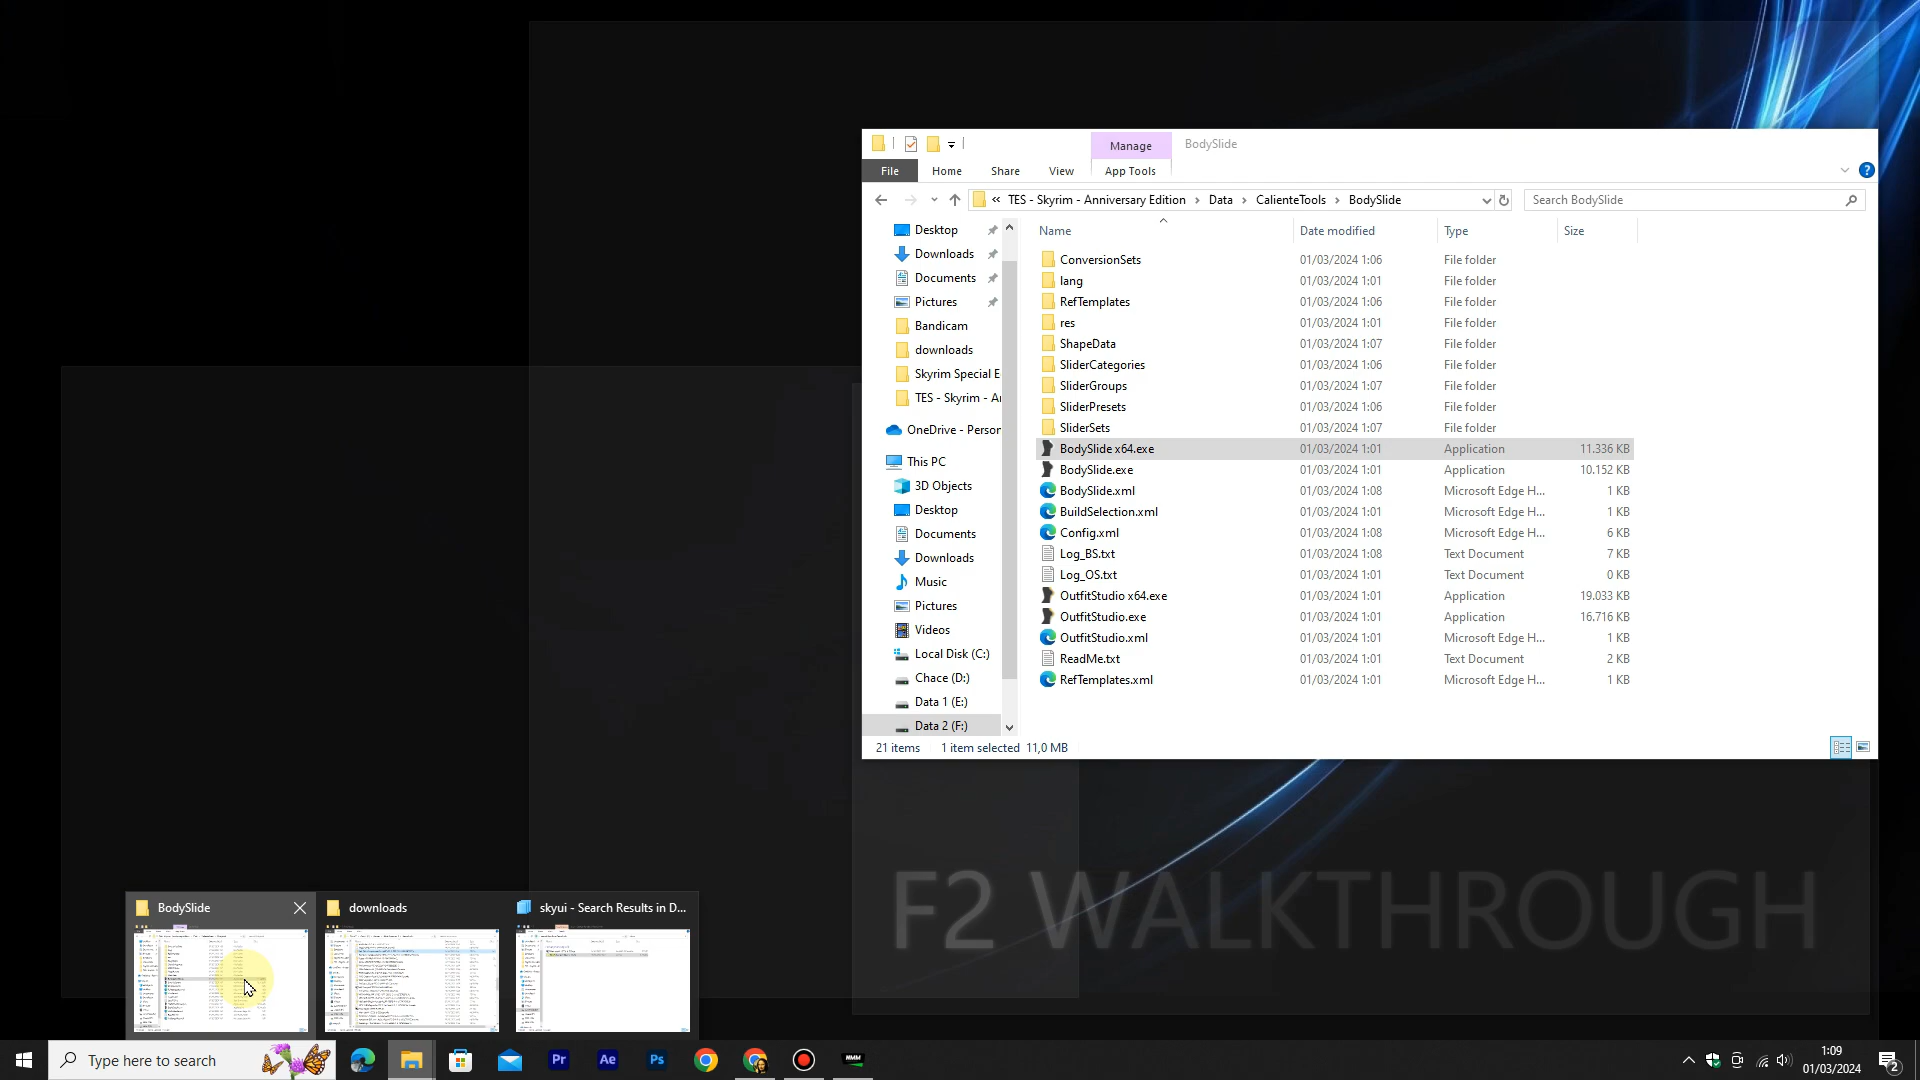 Manage
BodySlide
File
Home
Share
View
App Tools
« TES - Skyrim - Anniversary Edition › Data › CalienteTools › BodySlide
Search BodySlide
Desktop
Downloads
Documents
Pictures
Bandicam
downloads
Skyrim Special E
TES - Skyrim - A
OneDrive - Person
This PC
3D Objects
Desktop
Documents
Downloads
Music
Pictures
Videos
Local Disk (C:)
Chace (D:)
Data 1 (E:)
Data 2 (F:)
Name Date modified Type Size
ConversionSets 01/03/2024 1:06 File folder
lang 01/03/2024 1:01 File folder
RefTemplates 01/03/2024 1:06 File folder
res 01/03/2024 1:01 File folder
ShapeData 01/03/2024 1:07 File folder
SliderCategories 01/03/2024 1:06 File folder
SliderGroups 01/03/2024 1:07 File folder
SliderPresets 01/03/2024 1:06 File folder
SliderSets 01/03/2024 1:07 File folder
BodySlide x64.exe 01/03/2024 1:01 Application 11.336 KB
BodySlide.exe 01/03/2024 1:01 Application 10.152 KB
BodySlide.xml 01/03/2024 1:08 Microsoft Edge H... 1 KB
BuildSelection.xml 01/03/2024 1:01 Microsoft Edge H... 1 KB
Config.xml 01/03/2024 1:08 Microsoft Edge H... 6 KB
Log_BS.txt 01/03/2024 1:08 Text Document 7 KB
Log_OS.txt 01/03/2024 1:01 Text Document 0 KB
OutfitStudio x64.exe 01/03/2024 1:01 Application 19.033 KB
OutfitStudio.exe 01/03/2024 1:01 Application 16.716 KB
OutfitStudio.xml 01/03/2024 1:01 Microsoft Edge H... 1 KB
ReadMe.txt 01/03/2024 1:01 Text Document 2 KB
RefTemplates.xml 01/03/2024 1:01 Microsoft Edge H... 1 KB
21 items 1 item selected 11,0 MB
F2 WALKTHROUGH
BodySlide
downloads
skyui - Search Results in D...
Type here to search
Pr
Ae
Ps
NMM
1:09
01/03/2024
2